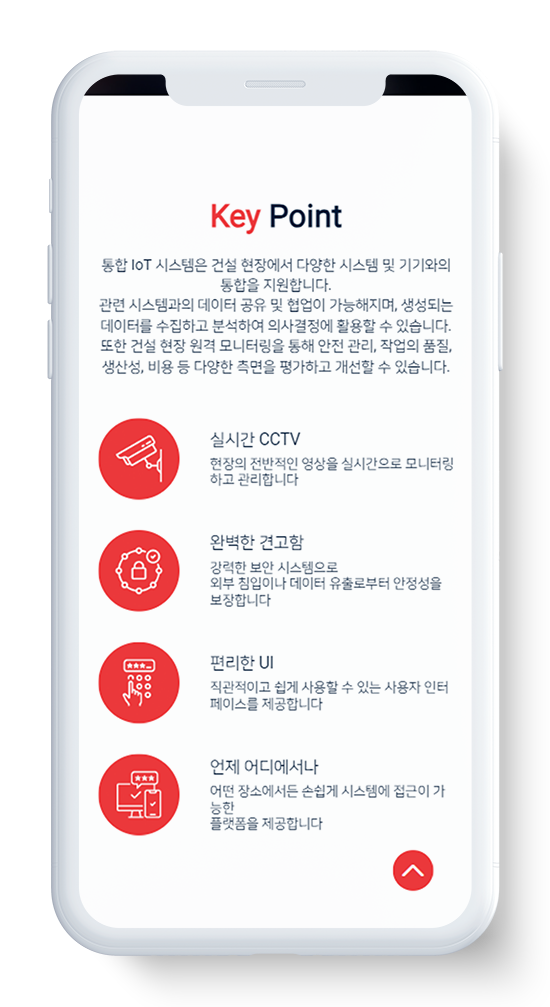 Key Point
통합 IoT 시스템은 건설 현장에서 다양한 시스템 및 기기와의
통합을 지원합니다.
관련 시스템과의 데이터 공유 및 협업이 가능해지며, 생성되는
데이터를 수집하고 분석하여 의사결정에 활용할 수 있습니다.
또한 건설 현장 원격 모니터링을 통해 안전 관리, 작업의 품질,
생산성, 비용 등 다양한 측면을 평가하고 개선할 수 있습니다.
실시간 CCTV
현장의 전반적인 영상을 실시간으로 모니터링
하고 관리합니다
완벽한 견고함
강력한 보안 시스템으로
외부 침입이나 데이터 유출로부터 안정성을
보장합니다
편리한 UI
직관적이고 쉽게 사용할 수 있는 사용자 인터
페이스를 제공합니다
언제 어디에서나
어떤 장소에서든 손쉽게 시스템에 접근이 가
능한
플랫폼을 제공합니다